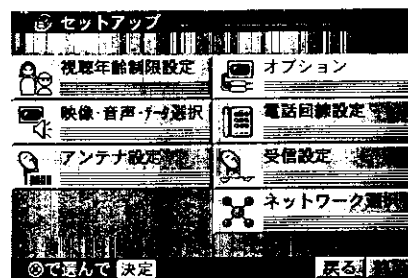 セットアップ
視聴年齢制限設定
オプション
映像・音声・データ選択
電話回線設定
アンテナ設定
受信設定
ネットワーク選択
で選んで 決定
戻る